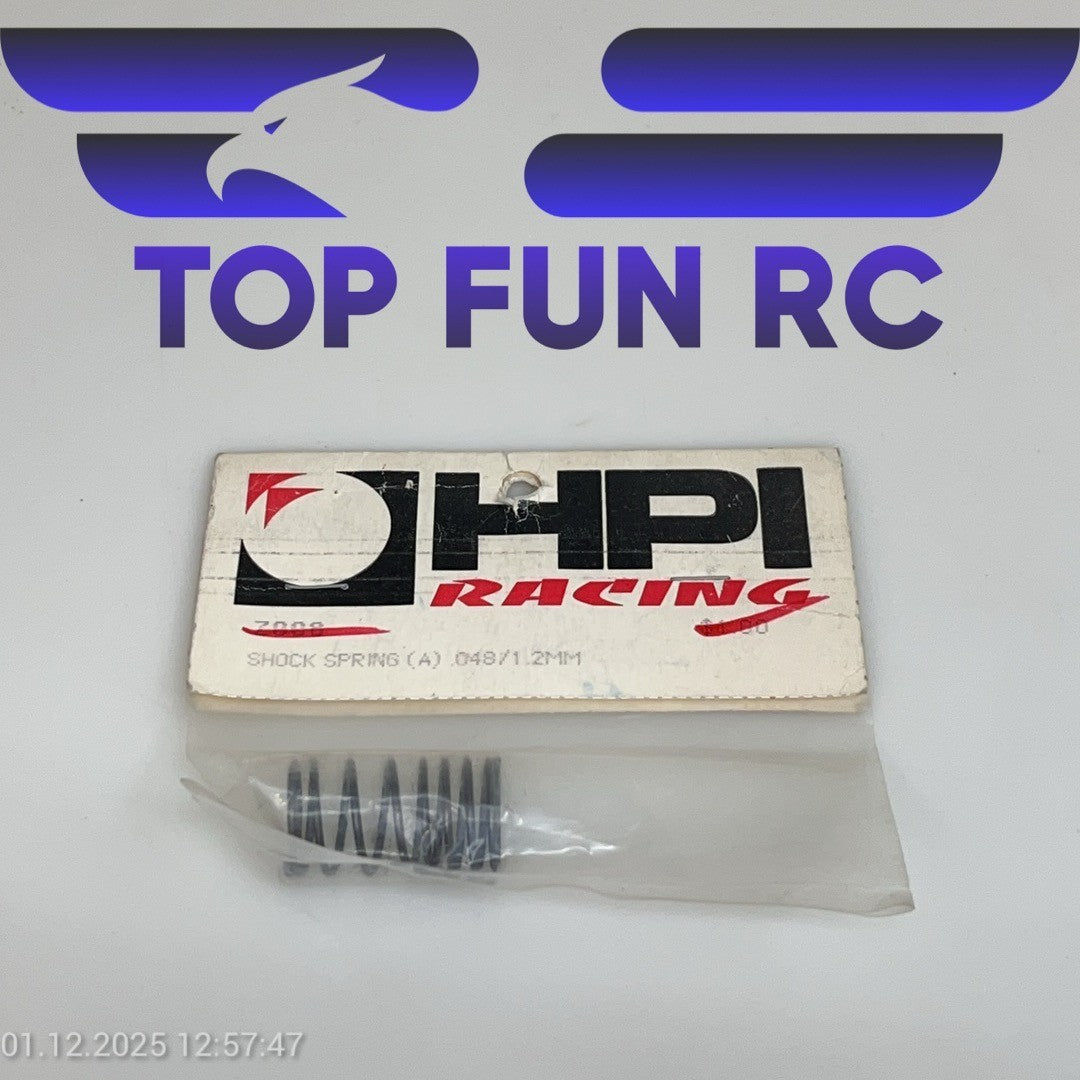 TOP FUN RC
HPI
RACING
SHOCK SPRING (A) .048/1.2MM
01.12.2025 12:57:47